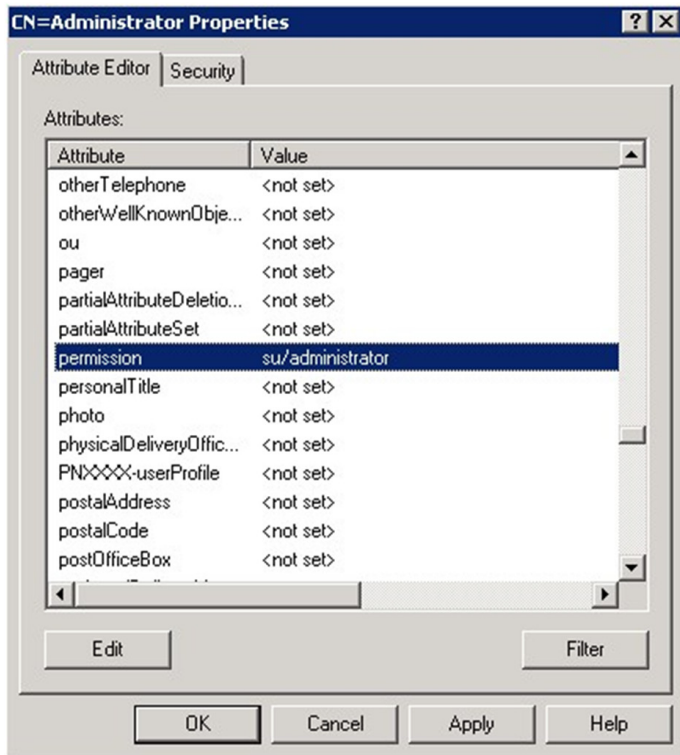 CN=Administrator Properties
Attribute Editor Security
Attributes:
Attribute Value
otherTelephone <not set>
otherWellKnownObje... <not set>
ou <not set>
pager <not set>
partialAttributeDeletio... <not set>
partialAttributeSet <not set>
permission su/administrator
personalTitle <not set>
photo <not set>
physicalDeliveryOffic... <not set>
PNXXXX-userProfile <not set>
postalAddress <not set>
postalCode <not set>
postOfficeBox <not set>
Edit Filter
OK Cancel Apply Help